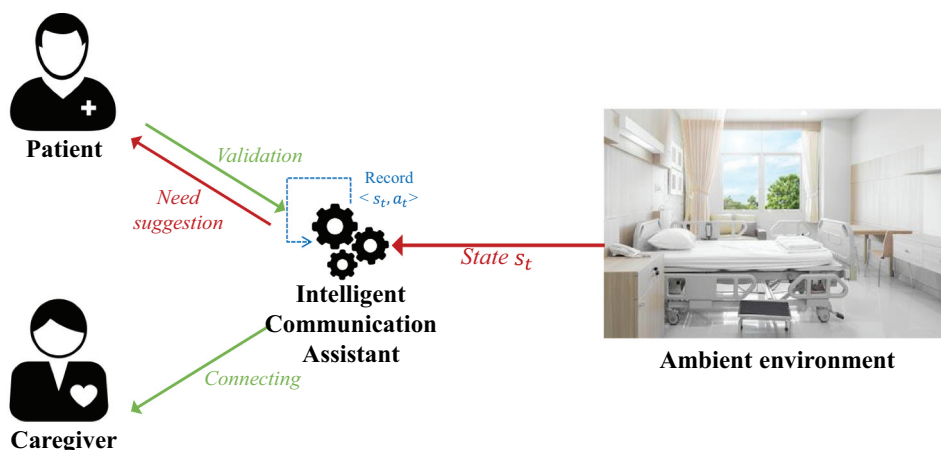 Patient
Validation
Need
suggestion
Record
< s_t, a_t>
State s_t
Intelligent
Communication
Assistant
Ambient environment
Connecting
Caregiver